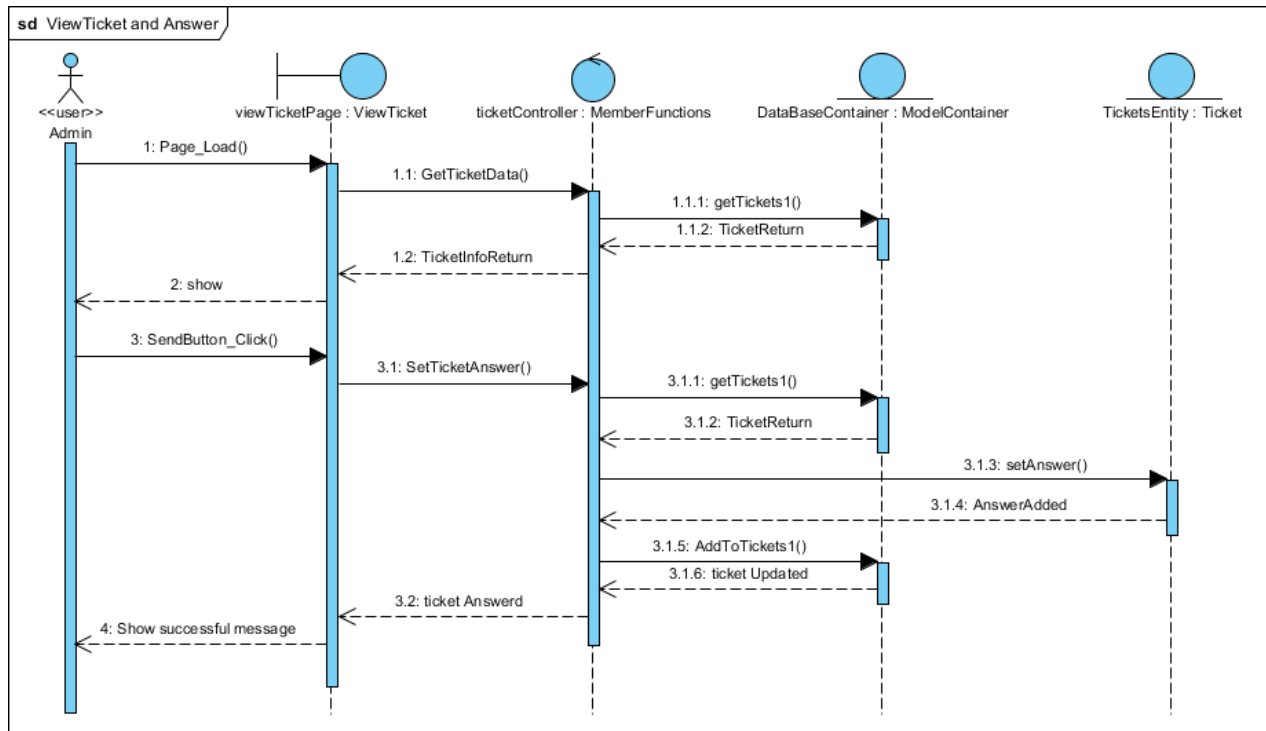 sd ViewTicket and Answer
<<user>>
Admin
viewTicketPage : ViewTicket
ticketController : MemberFunctions
DataBaseContainer : ModelContainer
TicketsEntity : Ticket
1: Page_Load()
1.1: GetTicketData()
1.1.1: getTickets1()
1.1.2: TicketReturn
1.2: TicketInfoReturn
2: show
3: SendButton_Click()
3.1: SetTicketAnswer()
3.1.1: getTickets1()
3.1.2: TicketReturn
3.1.3: setAnswer()
3.1.4: AnswerAdded
3.1.5: AddToTickets1()
3.1.6: ticket Updated
3.2: ticket Answerd
4: Show successful message